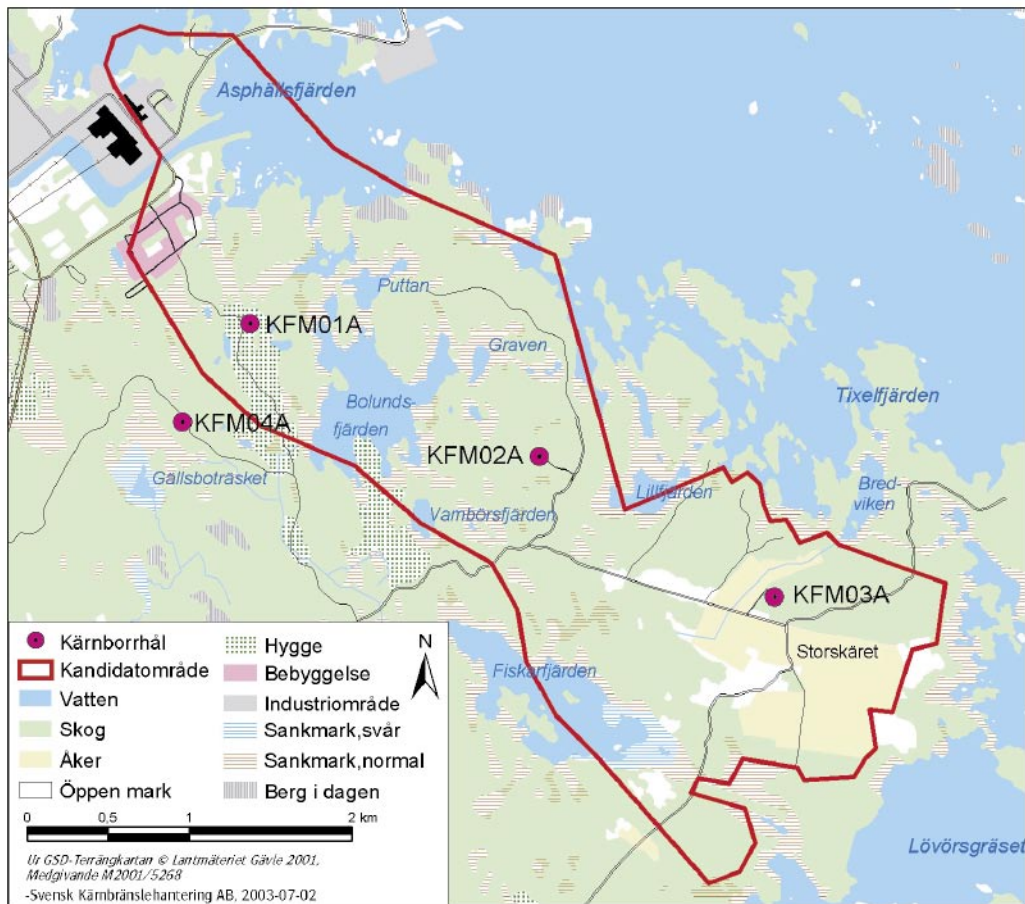 Asphällsfjärden
Puttan
KFM01A
Graven
Tixelfjärden
Bolunds-
fjärden
KFM04A
KFM02A
Gällsboträsket
Lillfjärden
Bred-
viken
Vambörsfjärden
KFM03A
Storskäret
Fiskarfjärden
Lövörsgräset
Kärnborrhål
Kandidatområde
Vatten
Skog
Åker
Öppen mark
Hygge
Bebyggelse
Industriområde
Sankmark,svår
Sankmark,normal
Berg i dagen
N
0 0,5 1 2 km
Ur GSD-Terrängkartan © Lantmäteriet Gävle 2001,
Medgivande M2001/5268
-Svensk Kärnbränslehantering AB, 2003-07-02